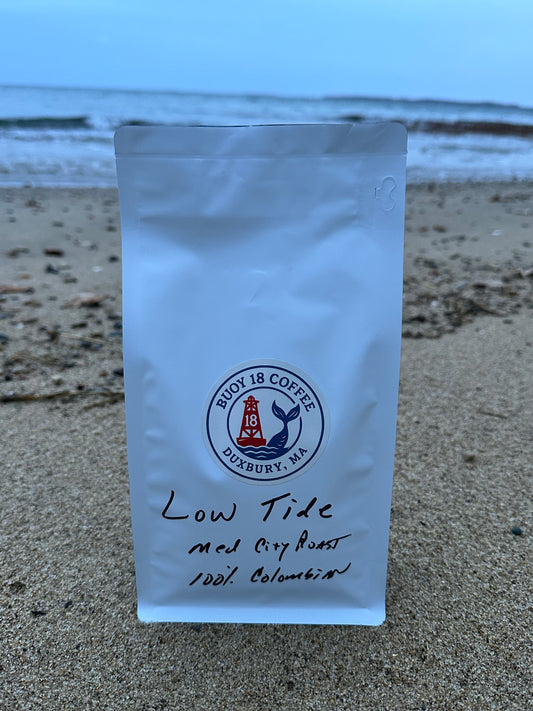 BUOY 18 COFFEE
18
DUXBURY, MA
Low Tide
Med City Roast
100% Colombian